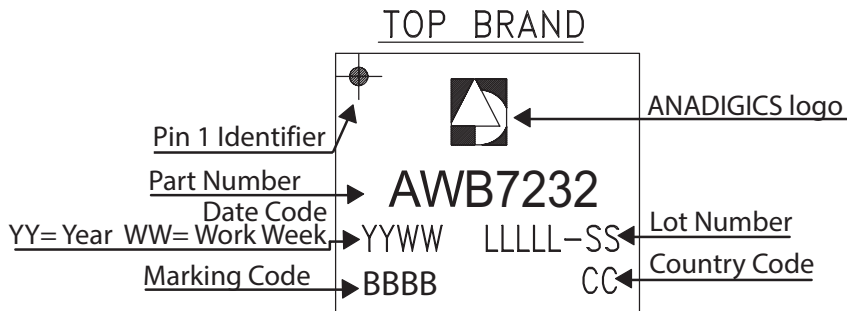 TOP BRAND
ANADIGICS logo
Pin 1 Identifier
Part Number
AWB7232
Date Code
YY= Year WW= Work Week
YYWW LLLLL-SS
Lot Number
Marking Code
BBBB
CC
Country Code